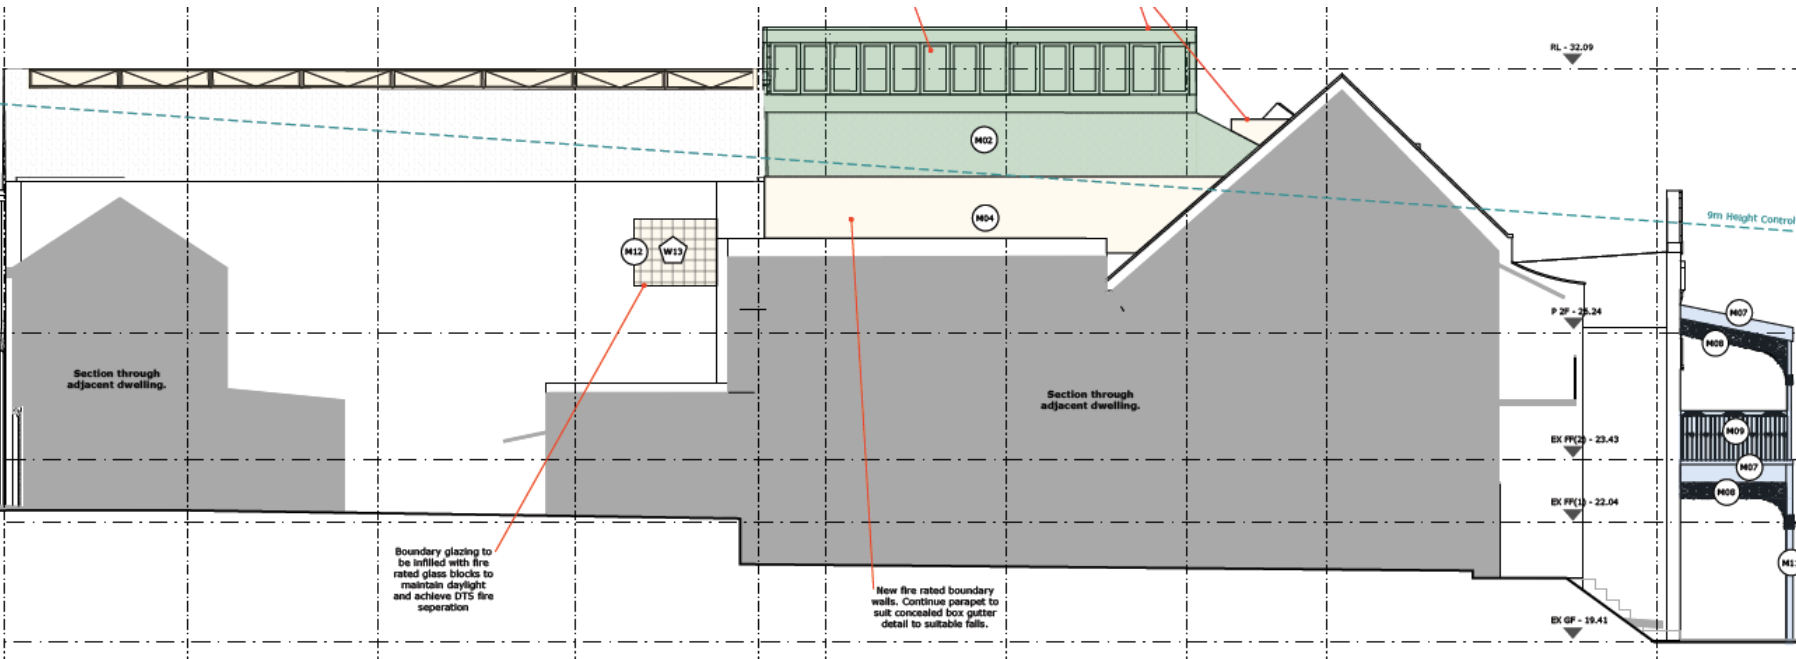 RL - 32.09
M02
9m Height Control
M04
M12
W13
P 2F - 26.24
M07
M08
Section through
adjacent dwelling.
Section through
adjacent dwelling.
M09
EX FF(2) - 23.43
M07
M08
EX FF(1) - 22.04
Boundary glazing to
be infilled with fire
rated glass blocks to
maintain daylight
and achieve DTS fire
seperation
New fire rated boundary
walls. Continue parapet to
suit concealed box gutter
detail to suitable falls.
EX GF - 19.41